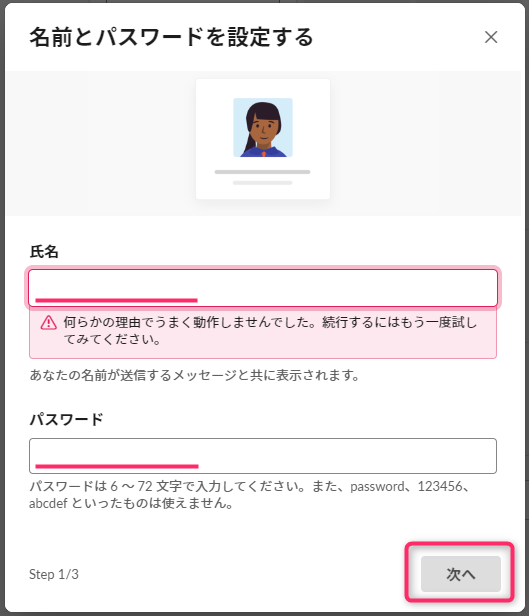 名前とパスワードを設定する
氏名
何らかの理由でうまく動作しませんでした。続行するにはもう一度試し
てみてください。
あなたの名前が送信するメッセージと共に表示されます。
パスワード
パスワードは 6 〜 72 文字で入力してください。また、password、123456、
abcdef といったものは使えません。
Step 1/3
次へ